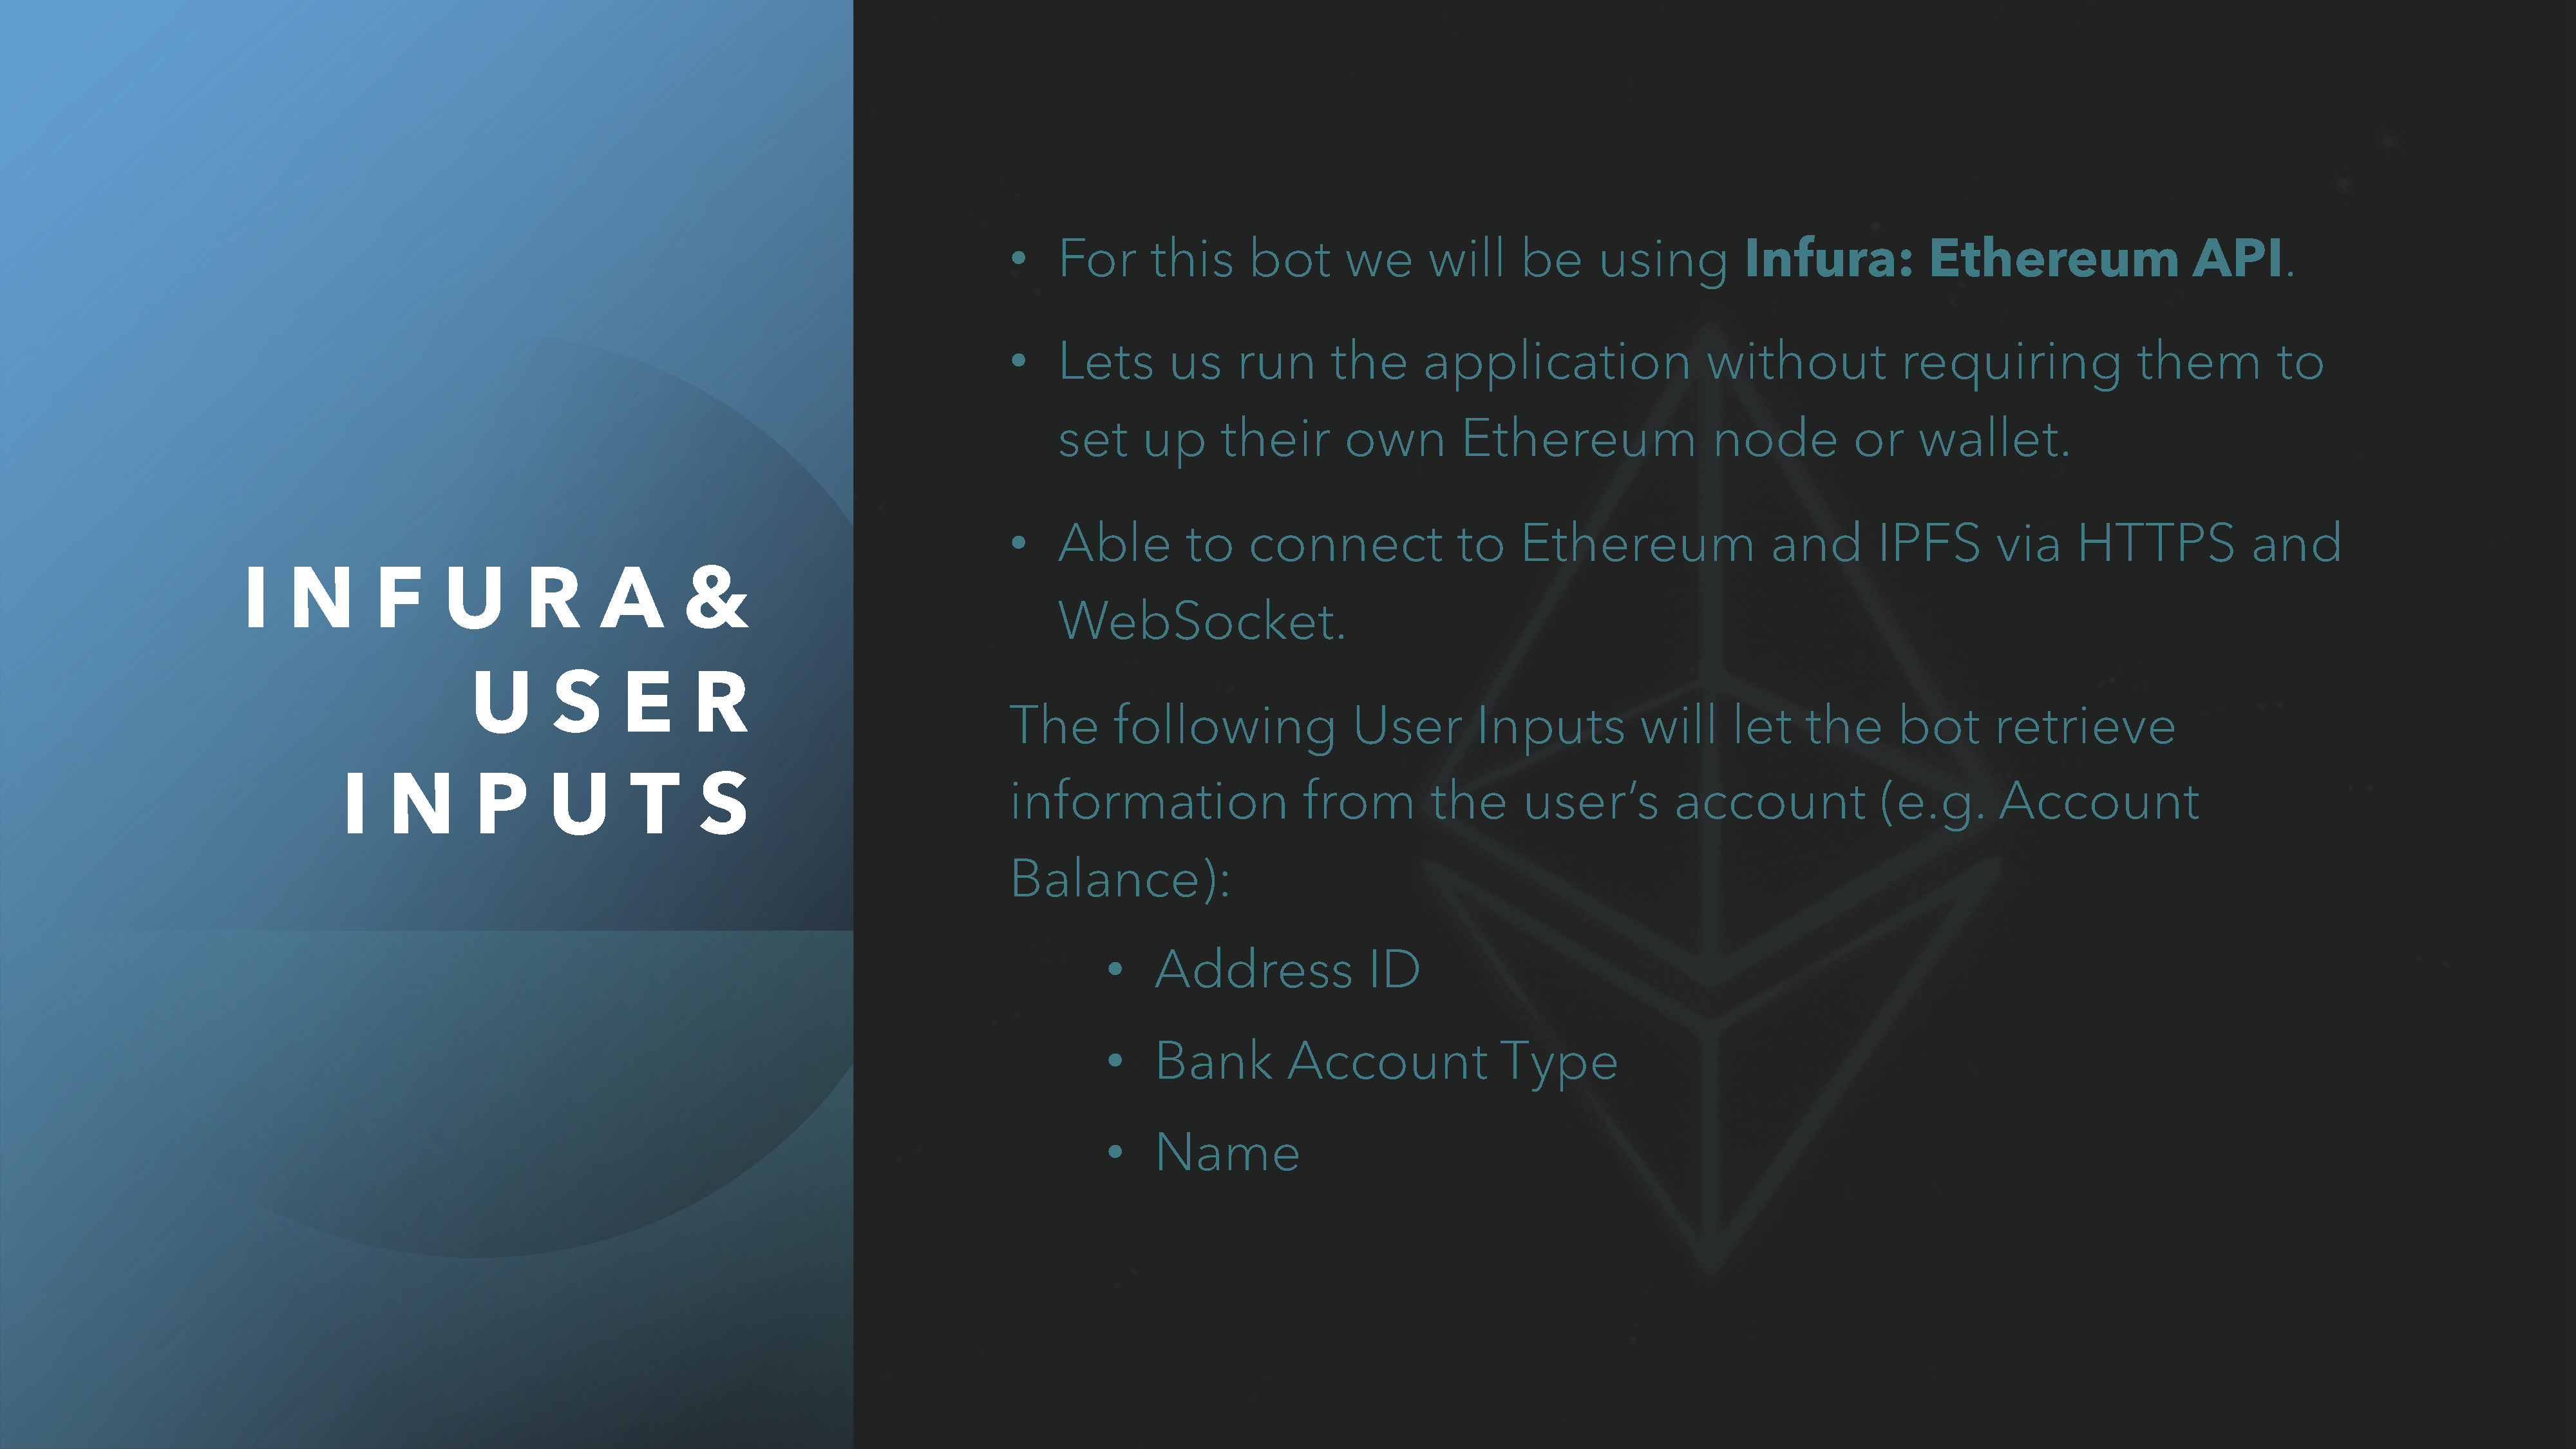 INFURA&
USER
INPUTS
• For this bot we will be using Infura: Ethereum API.
• Lets us run the application without requiring them to
set up their own Ethereum node or wallet.
• Able to connect to Ethereum and IPFS via HTTPS and
WebSocket.
The following User Inputs will let the bot retrieve
information from the user’s account (e.g. Account
Balance):
• Address ID
• Bank Account Type
• Name